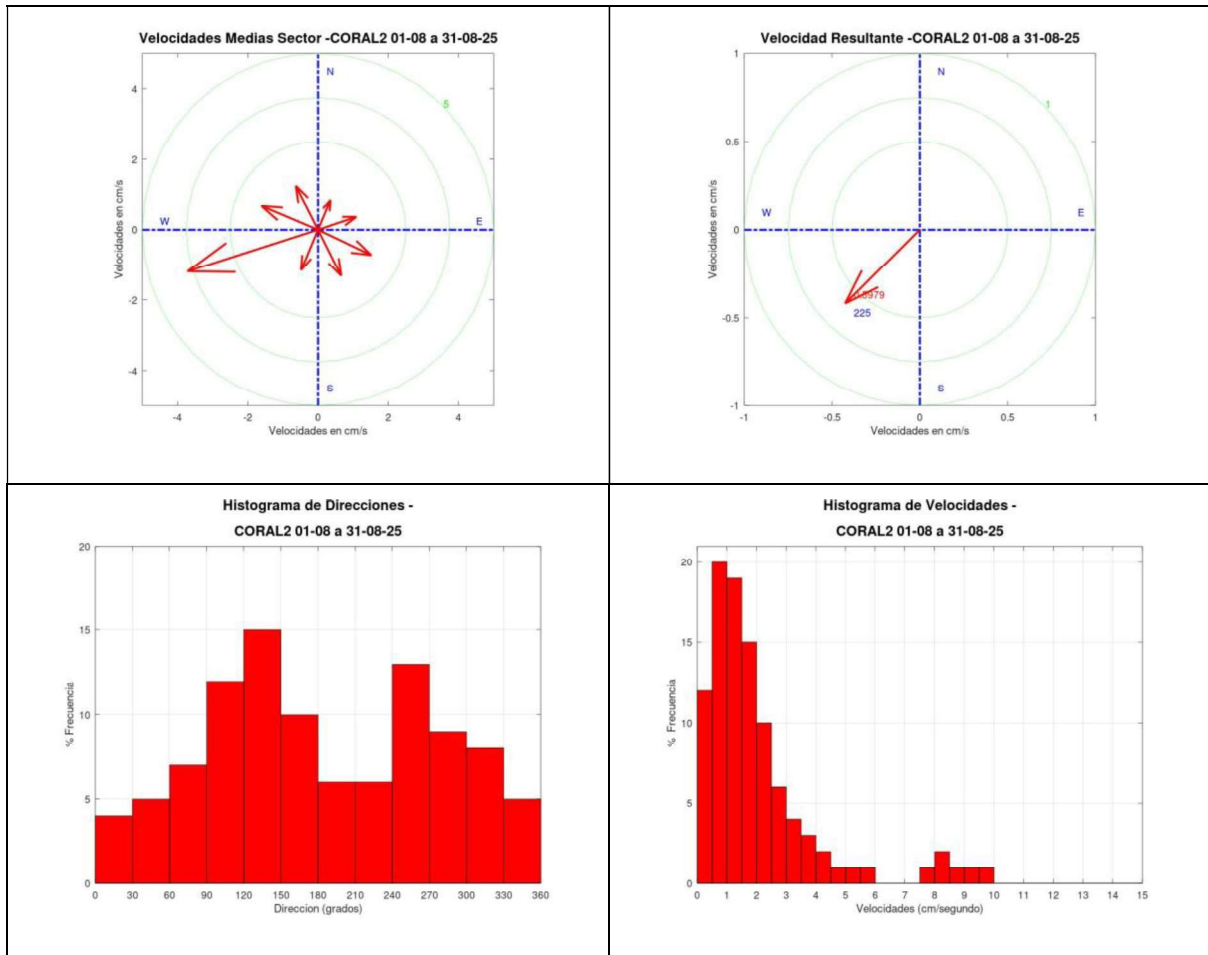 Velocidades Medias Sector -CORAL2 01-08 a 31-08-25
4
2
0
-2
-4
Velocidades en cm/s
N
5
W
E
S
-4
-2
0
2
4
Velocidades en cm/s
Velocidad Resultante -CORAL2 01-08 a 31-08-25
1
0.5
0
-0.5
-1
Velocidades en cm/s
N
1
W
E
225
S
-1
-0.5
0
0.5
1
Velocidades en cm/s
Histograma de Direcciones -
CORAL2 01-08 a 31-08-25
20
15
10
5
0
% Frecuencia
0 30 60 90 120 150 180 210 240 270 300 330 360
Direccion (grados)
Histograma de Velocidades -
CORAL2 01-08 a 31-08-25
20
15
10
5
0
% Frecuencia
0 1 2 3 4 5 6 7 8 9 10 11 12 13 14 15
Velocidades (cm/segundo)